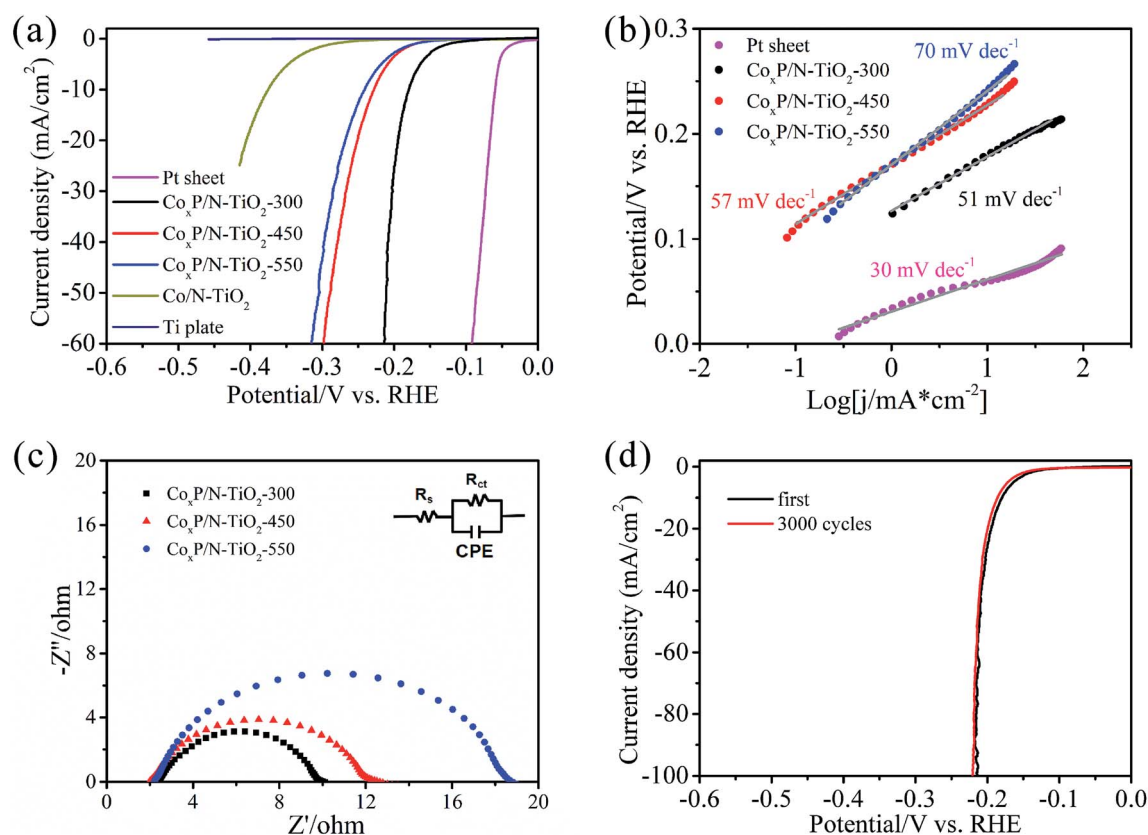 (a)
0
-10
-20
-30
-40
-50
-60
Current density (mA/cm²)
Pt sheet
CoₓP/N-TiO₂-300
CoₓP/N-TiO₂-450
CoₓP/N-TiO₂-550
Co/N-TiO₂
Ti plate
-0.6 -0.5 -0.4 -0.3 -0.2 -0.1 0.0
Potential/V vs. RHE
(b)
0.3
0.2
0.1
0.0
Potential/V vs. RHE
Pt sheet
CoₓP/N-TiO₂-300
CoₓP/N-TiO₂-450
CoₓP/N-TiO₂-550
70 mV dec⁻¹
57 mV dec⁻¹
51 mV dec⁻¹
30 mV dec⁻¹
-2 -1 0 1 2
Log[j/mA*cm⁻²]
(c)
20
16
12
8
4
0
-Z"/ohm
CoₓP/N-TiO₂-300
CoₓP/N-TiO₂-450
CoₓP/N-TiO₂-550
Rₛ
R_ct
CPE
4 8 12 16 20
Z'/ohm
(d)
0
-20
-40
-60
-80
-100
Current density (mA/cm²)
first
3000 cycles
-0.6 -0.5 -0.4 -0.3 -0.2 -0.1 0.0
Potential/V vs. RHE